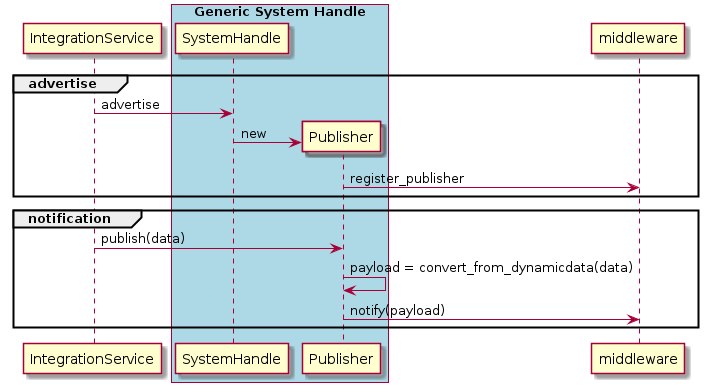 Generic System Handle
IntegrationService
SystemHandle
middleware
advertise
advertise
new
Publisher
register_publisher
notification
publish(data)
payload = convert_from_dynamicdata(data)
notify(payload)
IntegrationService
SystemHandle
Publisher
middleware